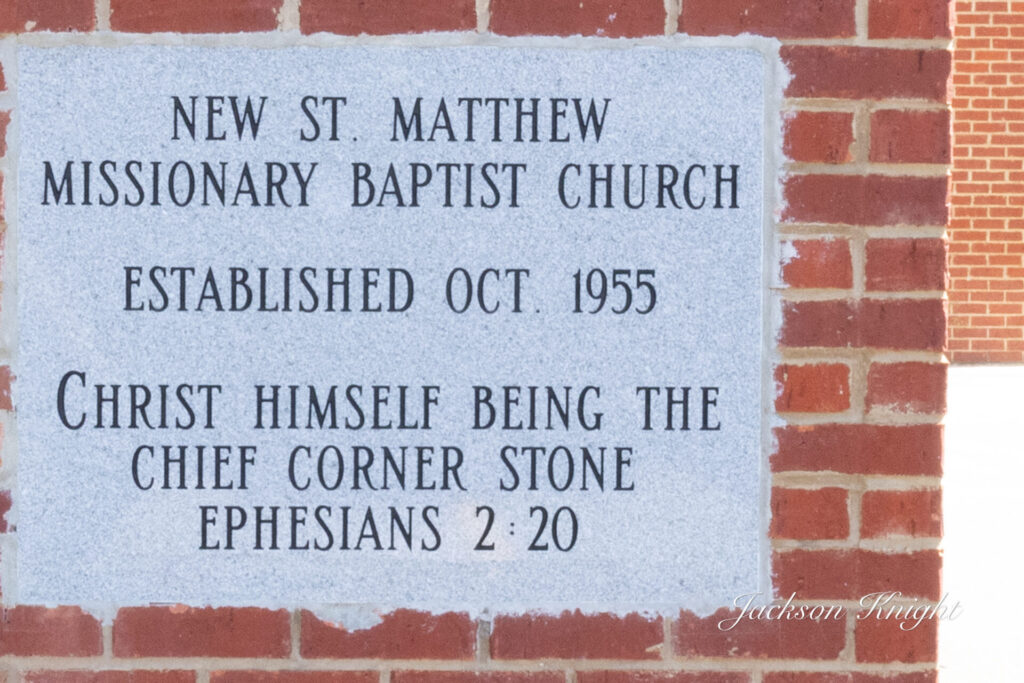 NEW ST. MATTHEW
MISSIONARY BAPTIST CHURCH
ESTABLISHED OCT. 1955
CHRIST HIMSELF BEING THE
CHIEF CORNER STONE
EPHESIANS 2:20
Jackson Knight